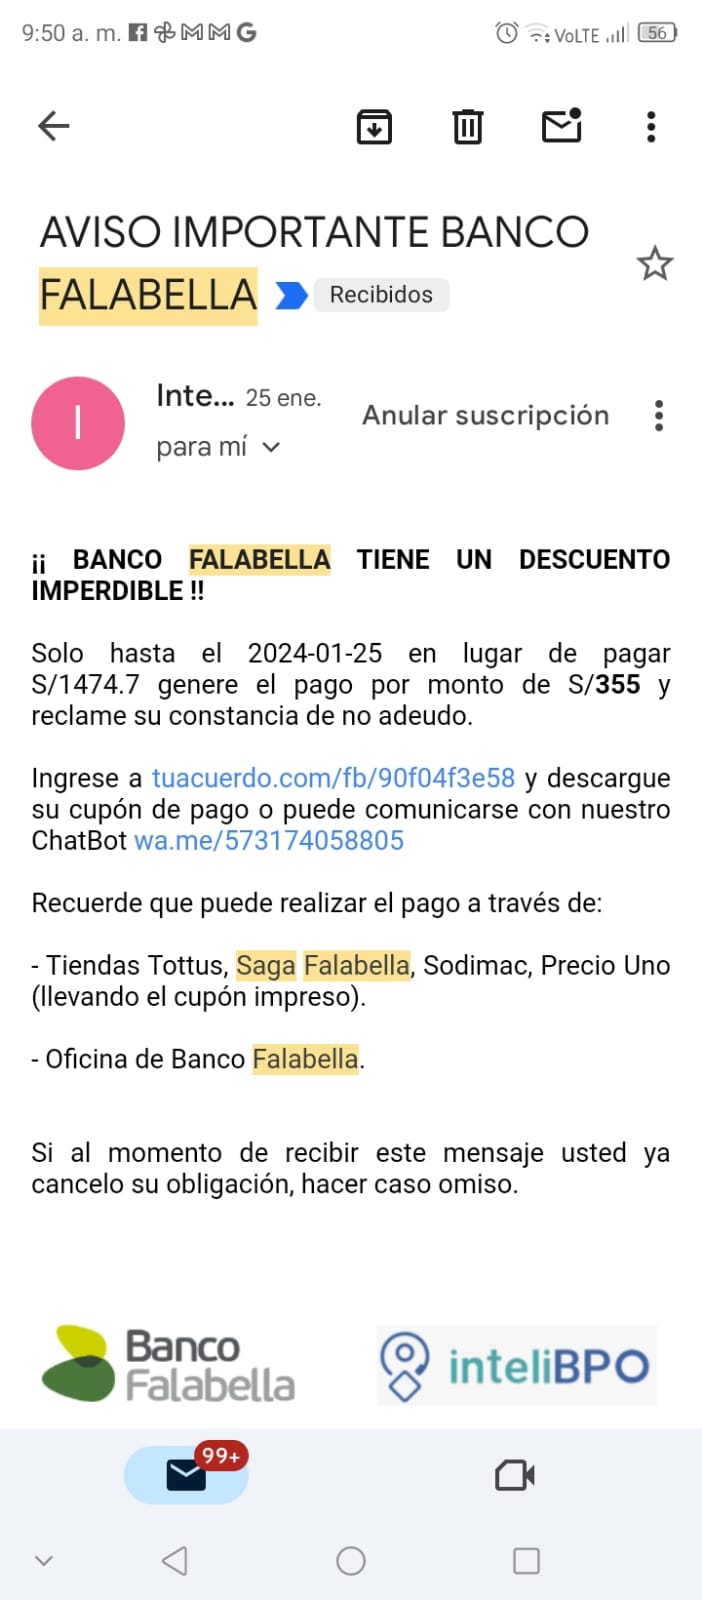 9:50 a. m.
VoLTE 56
AVISO IMPORTANTE BANCO
FALABELLA Recibidos
I
Inte... 25 ene.
Anular suscripción
para mí
¡¡ BANCO FALABELLA TIENE UN DESCUENTO
IMPERDIBLE !!
Solo hasta el 2024-01-25 en lugar de pagar
S/1474.7 genere el pago por monto de S/355 y
reclame su constancia de no adeudo.
Ingrese a tuacuerdo.com/fb/90f04f3e58 y descargue
su cupón de pago o puede comunicarse con nuestro
ChatBot wa.me/573174058805
Recuerde que puede realizar el pago a través de:
- Tiendas Tottus, Saga Falabella, Sodimac, Precio Uno
(llevando el cupón impreso).
- Oficina de Banco Falabella.
Si al momento de recibir este mensaje usted ya
cancelo su obligación, hacer caso omiso.
Banco
Falabella
inteliBPO
99+